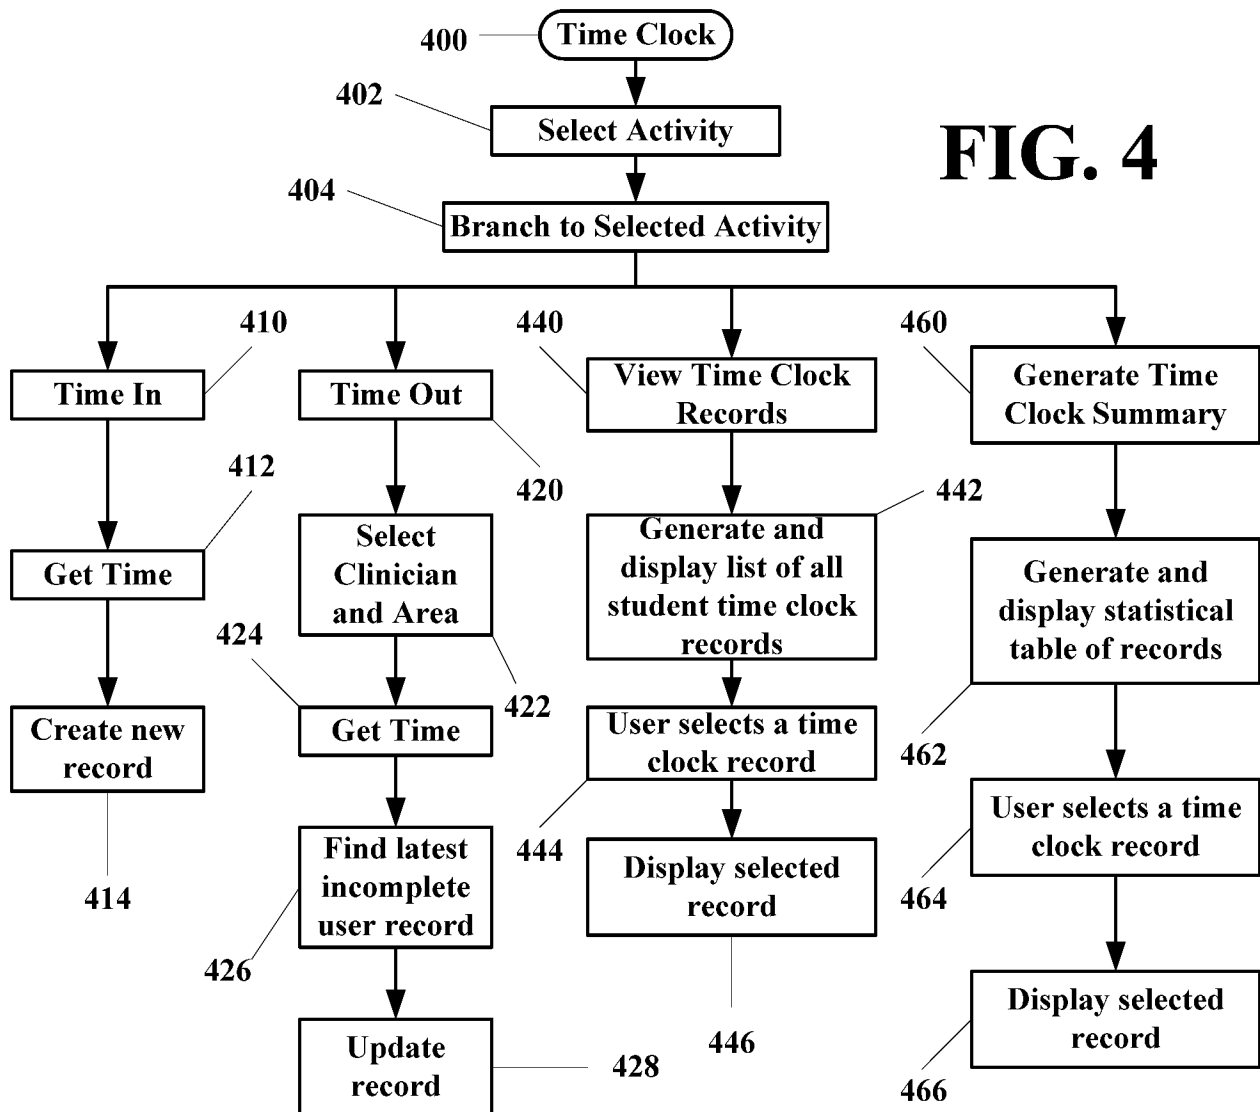 400
Time Clock
402
Select Activity
FIG. 4
404
Branch to Selected Activity
410
Time In
412
Get Time
Create new
record
414
Time Out
420
Select
Clinician
and Area
422
424
Get Time
Find latest
incomplete
user record
426
Update
record
428
440
View Time Clock
Records
442
Generate and
display list of all
student time clock
records
User selects a time
clock record
444
Display selected
record
446
460
Generate Time
Clock Summary
Generate and
display statistical
table of records
462
User selects a time
clock record
464
Display selected
record
466